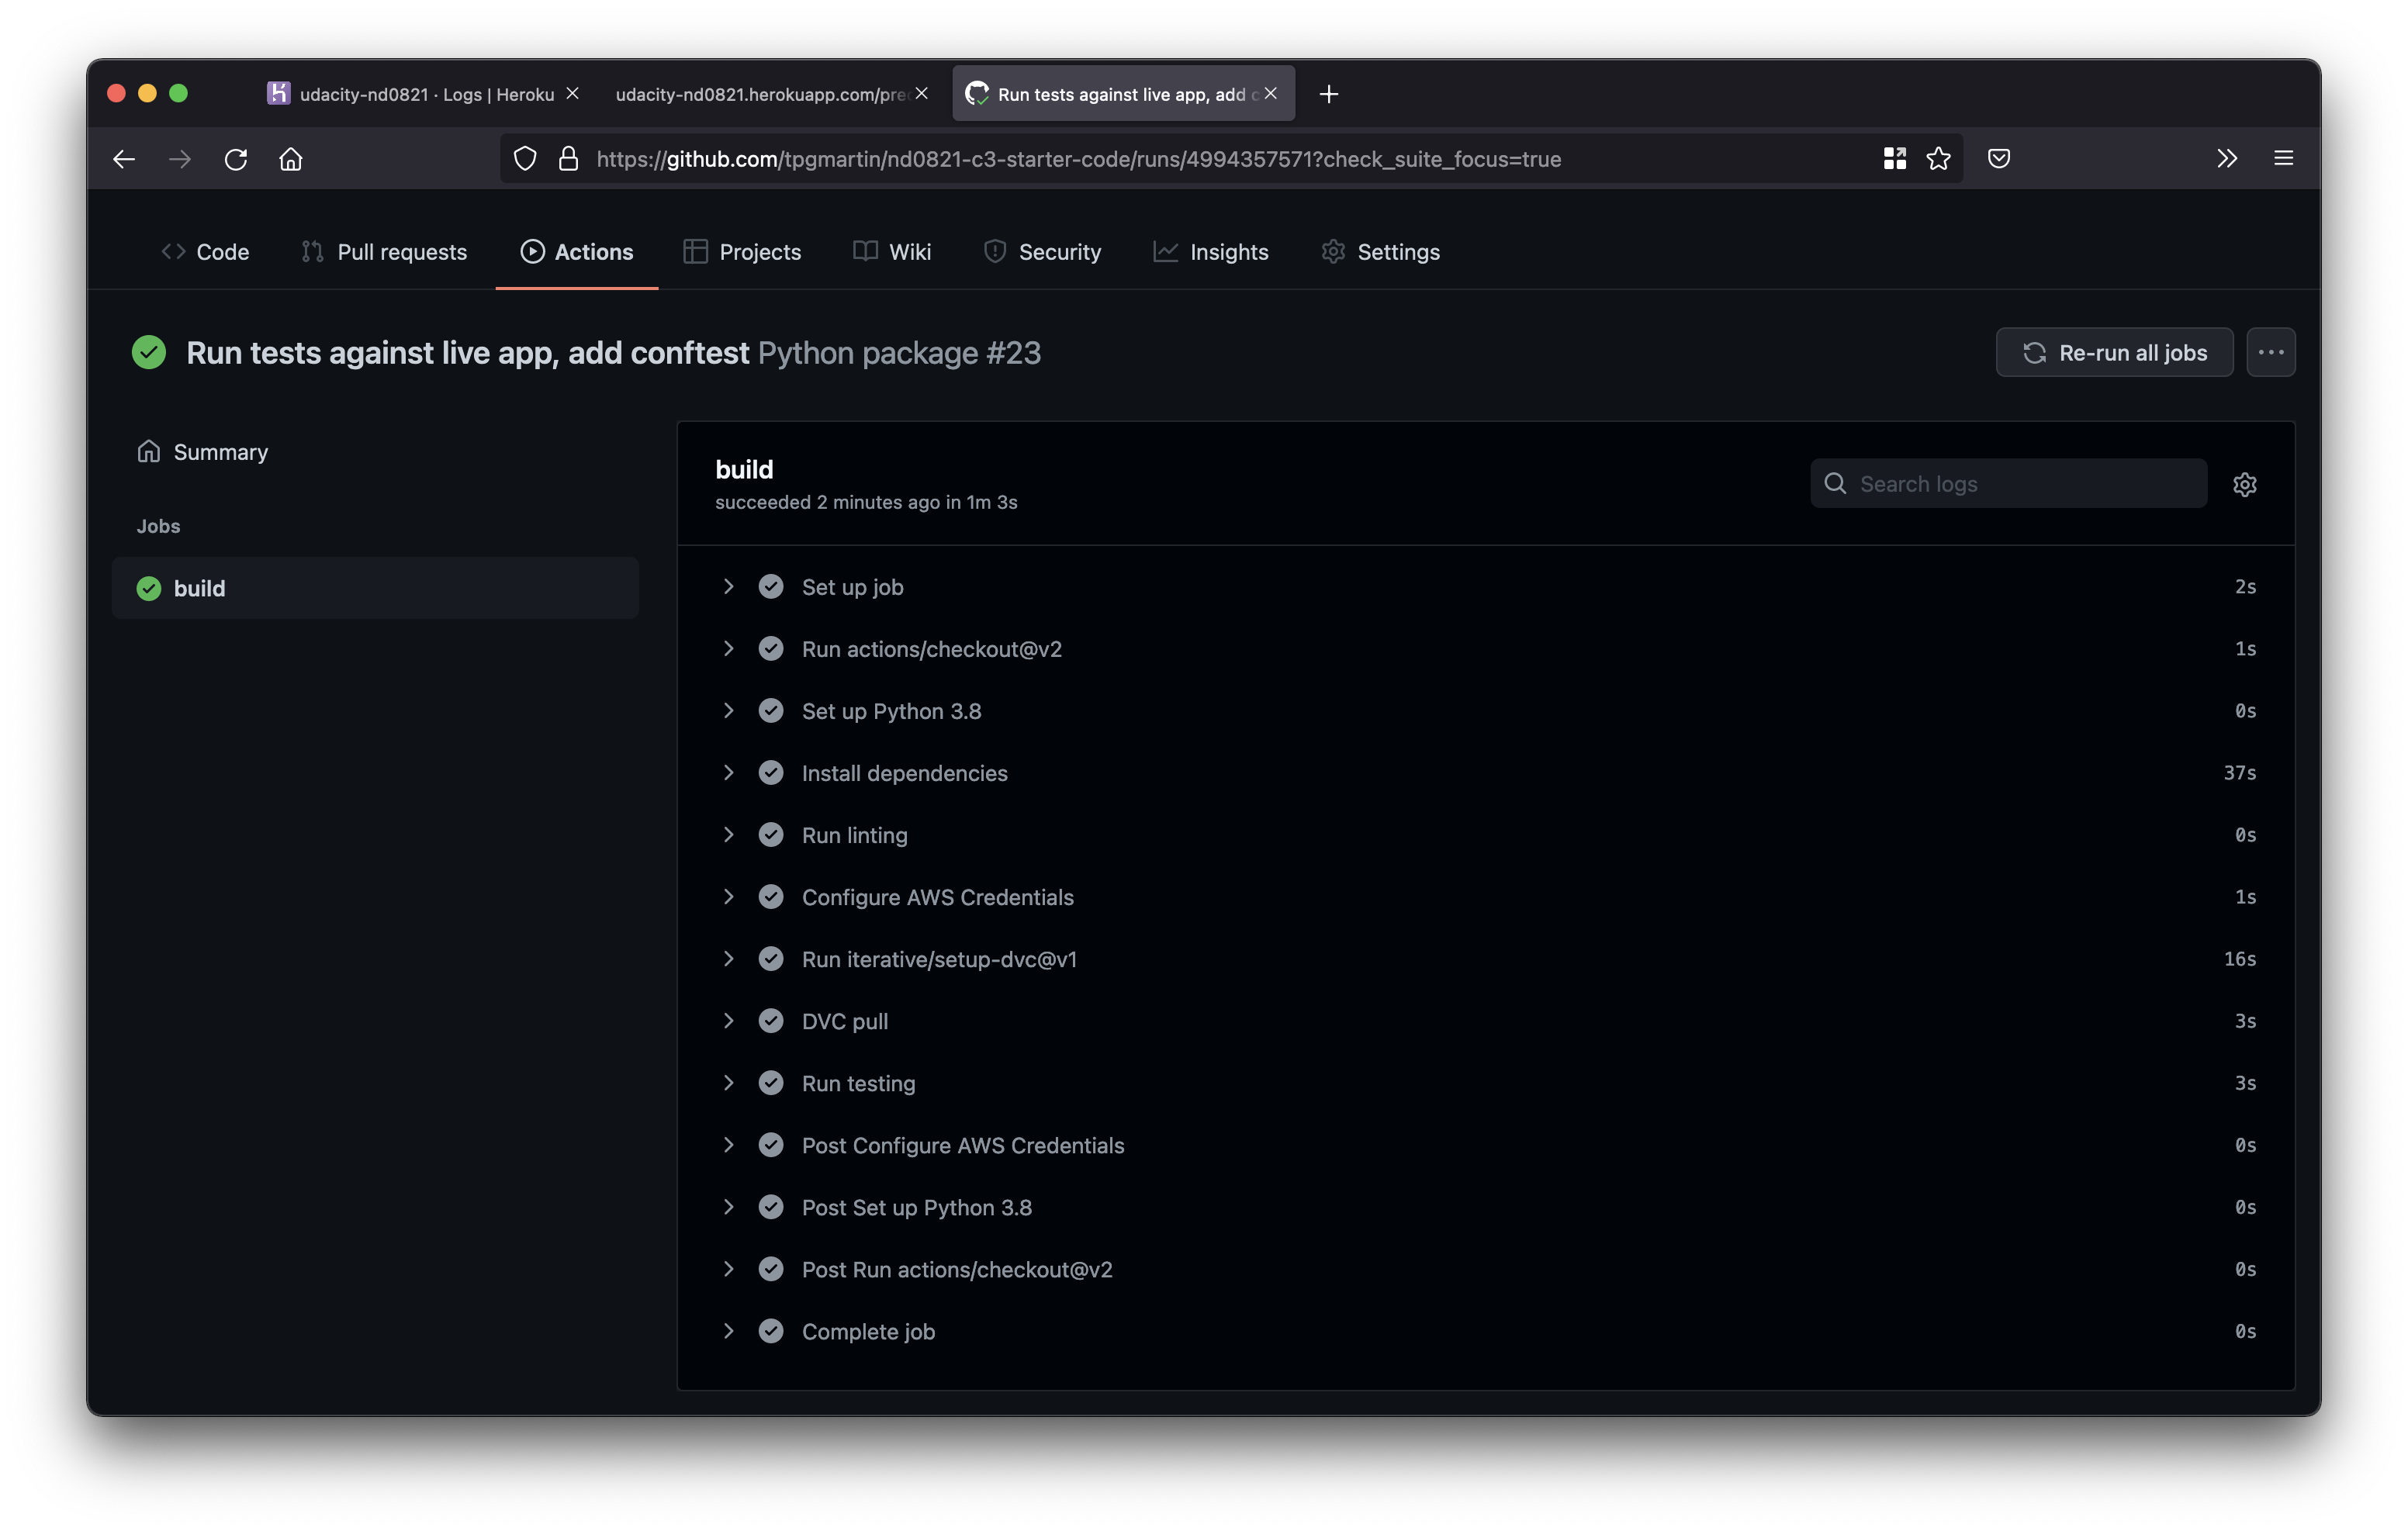 udacity-nd0821 · Logs | Heroku
udacity-nd0821.herokuapp.com/pre
Run tests against live app, add c
https://github.com/tpgmartin/nd0821-c3-starter-code/runs/4994357571?check_suite_focus=true
Code Pull requests Actions Projects Wiki Security Insights Settings
Run tests against live app, add conftest Python package #23
Re-run all jobs
Summary
Jobs
build
build
succeeded 2 minutes ago in 1m 3s
Search logs
Set up job 2s
Run actions/checkout@v2 1s
Set up Python 3.8 0s
Install dependencies 37s
Run linting 0s
Configure AWS Credentials 1s
Run iterative/setup-dvc@v1 16s
DVC pull 3s
Run testing 3s
Post Configure AWS Credentials 0s
Post Set up Python 3.8 0s
Post Run actions/checkout@v2 0s
Complete job 0s